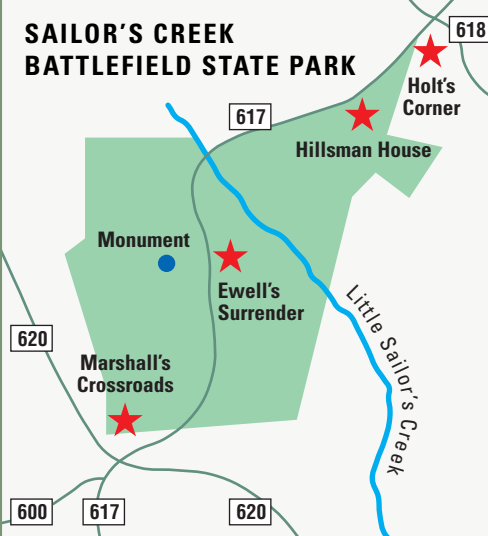 SAILOR'S CREEK
BATTLEFIELD STATE PARK
618
Holt's
Corner
617
Hillsman House
Monument
Ewell's
Surrender
Little Sailor's Creek
620
Marshall's
Crossroads
600
617
620